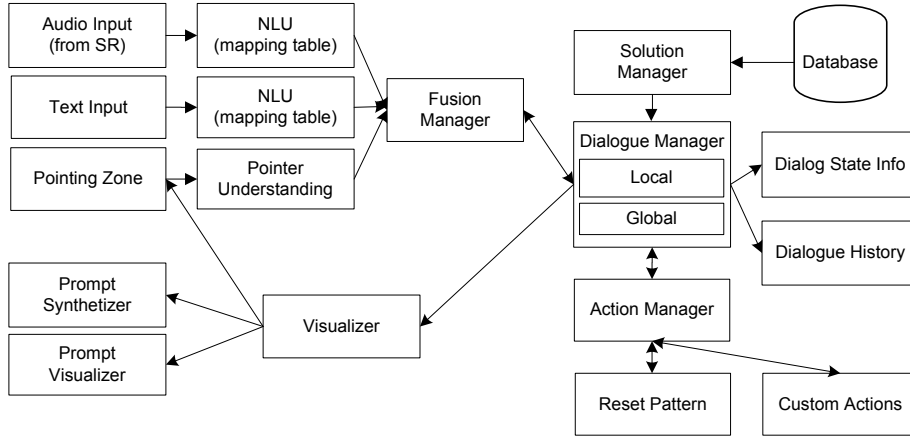 Audio Input
(from SR)
NLU
(mapping table)
Text Input
NLU
(mapping table)
Pointing Zone
Pointer
Understanding
Fusion
Manager
Solution
Manager
Database
Dialogue Manager
Local
Global
Dialog State Info
Dialogue History
Prompt
Synthetizer
Prompt
Visualizer
Visualizer
Action Manager
Reset Pattern
Custom Actions